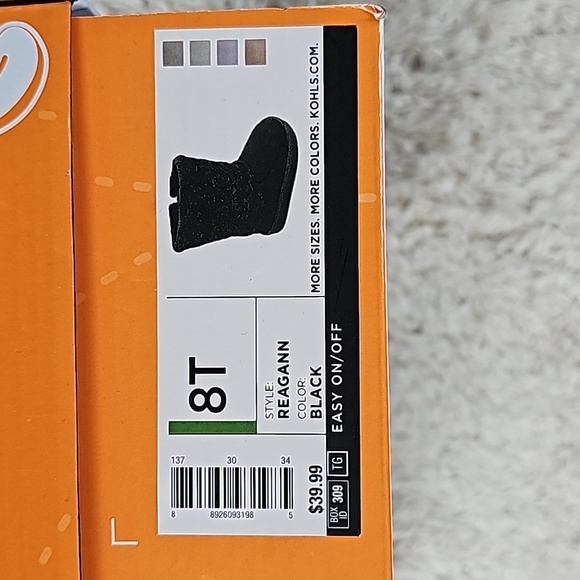 MORE SIZES. MORE COLORS. KOHLS.COM.
8T
STYLE:
REAGANN
COLOR:
BLACK
EASY ON/OFF
137 30 34
8 8926093198 5
$39.99
BOX ID 309 TG